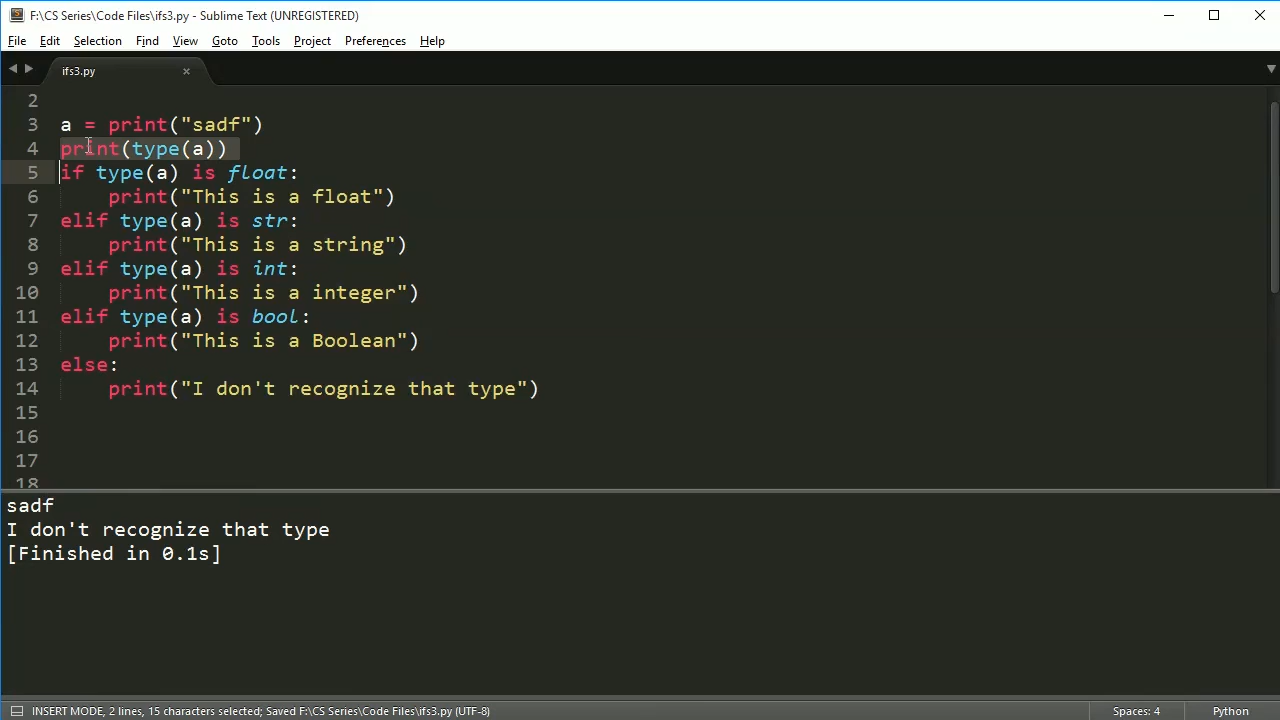 F:\CS Series\Code Files\ifs3.py - Sublime Text (UNREGISTERED)
File Edit Selection Find View Goto Tools Project Preferences Help
ifs3.py
2
3 a = print("sadf")
4 print(type(a))
5 if type(a) is float:
6     print("This is a float")
7 elif type(a) is str:
8     print("This is a string")
9 elif type(a) is int:
10     print("This is a integer")
11 elif type(a) is bool:
12     print("This is a Boolean")
13 else:
14     print("I don't recognize that type")
15
16
17
18
sadf
I don't recognize that type
[Finished in 0.1s]
INSERT MODE, 2 lines, 15 characters selected; Saved F:\CS Series\Code Files\ifs3.py (UTF-8) Spaces: 4 Python